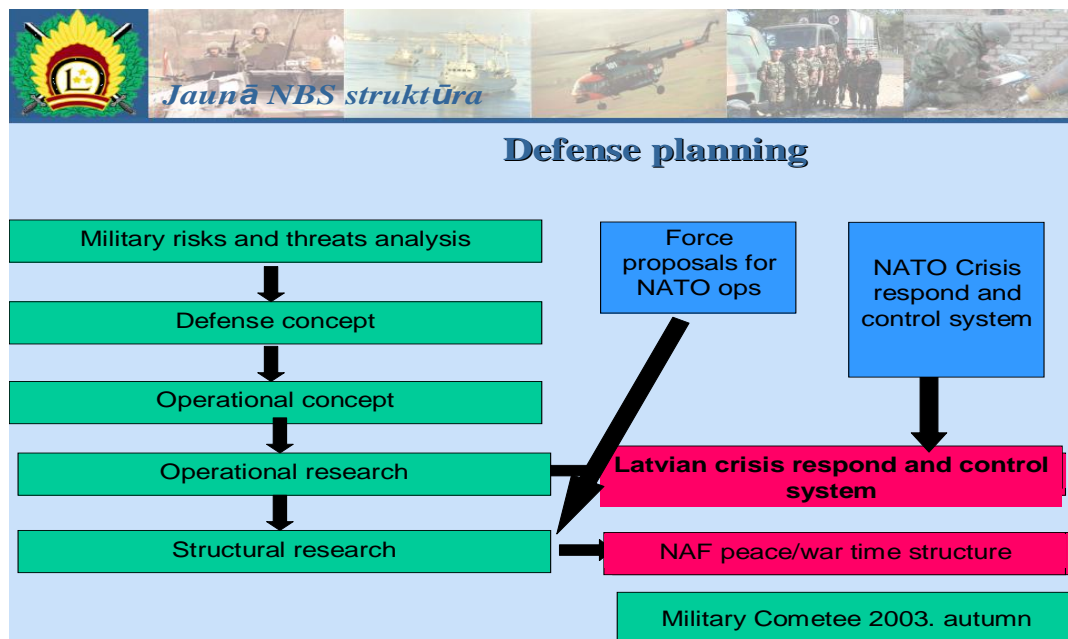 Jaunā NBS struktūra
Defense planning
Military risks and threats analysis
Defense concept
Operational concept
Operational research
Structural research
Force
proposals for
NATO ops
NATO Crisis
respond and
control system
Latvian crisis respond and control
system
NAF peace/war time structure
Military Cometee 2003. autumn